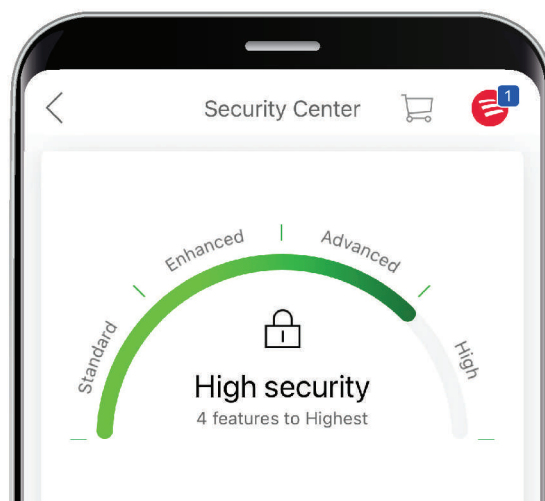 Security Center
1
Enhanced
Advanced
Standard
High
High security
4 features to Highest